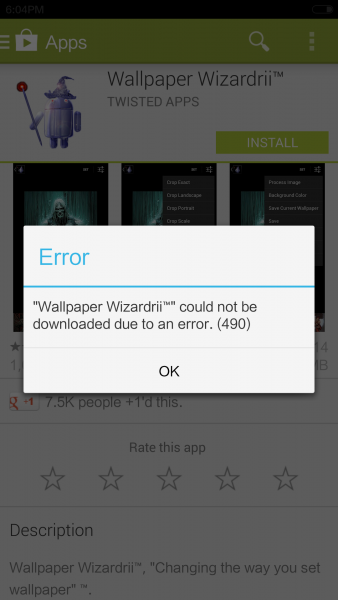 6:04PM
Apps
Wallpaper Wizardrii™
TWISTED APPS
INSTALL
Crop Exact
Crop Landscape
Crop Portrait
Crop Scale
Process Image
Background Color
Save Current Wallpaper
Save
Error
"Wallpaper Wizardrii™" could not be
downloaded due to an error. (490)
OK
g +1 7.5K people +1'd this.
Rate this app
Description
Wallpaper Wizardrii™, "Changing the way you set
wallpaper" ™.